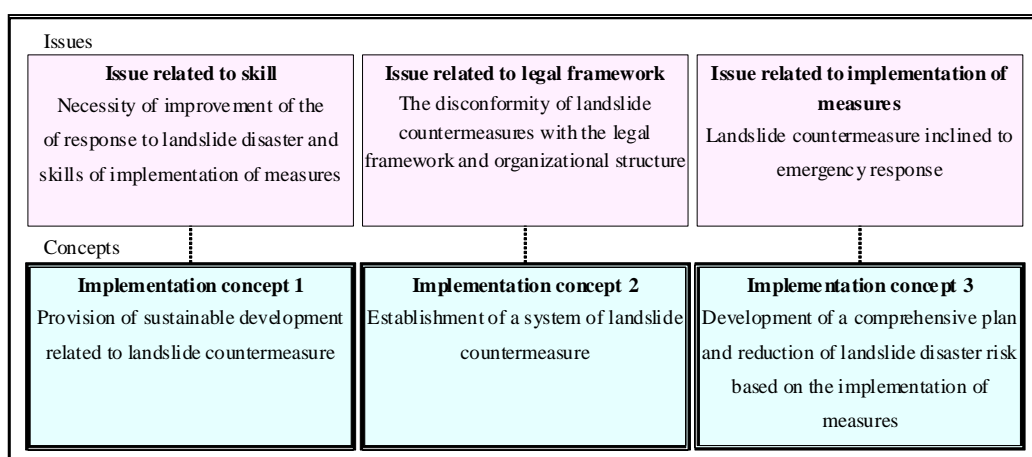 Issues
Issue related to skill
Necessity of improvement of the
of response to landslide disaster and
skills of implementation of measures
Issue related to legal framework
The disconformity of landslide
countermeasures with the legal
framework and organizational structure
Issue related to implementation of
measures
Landslide countermeasure inclined to
emergency response
Concepts
Implementation concept 1
Provision of sustainable development
related to landslide countermeasure
Implementation concept 2
Establishment of a system of landslide
countermeasure
Implementation concept 3
Development of a comprehensive plan
and reduction of landslide disaster risk
based on the implementation of
measures